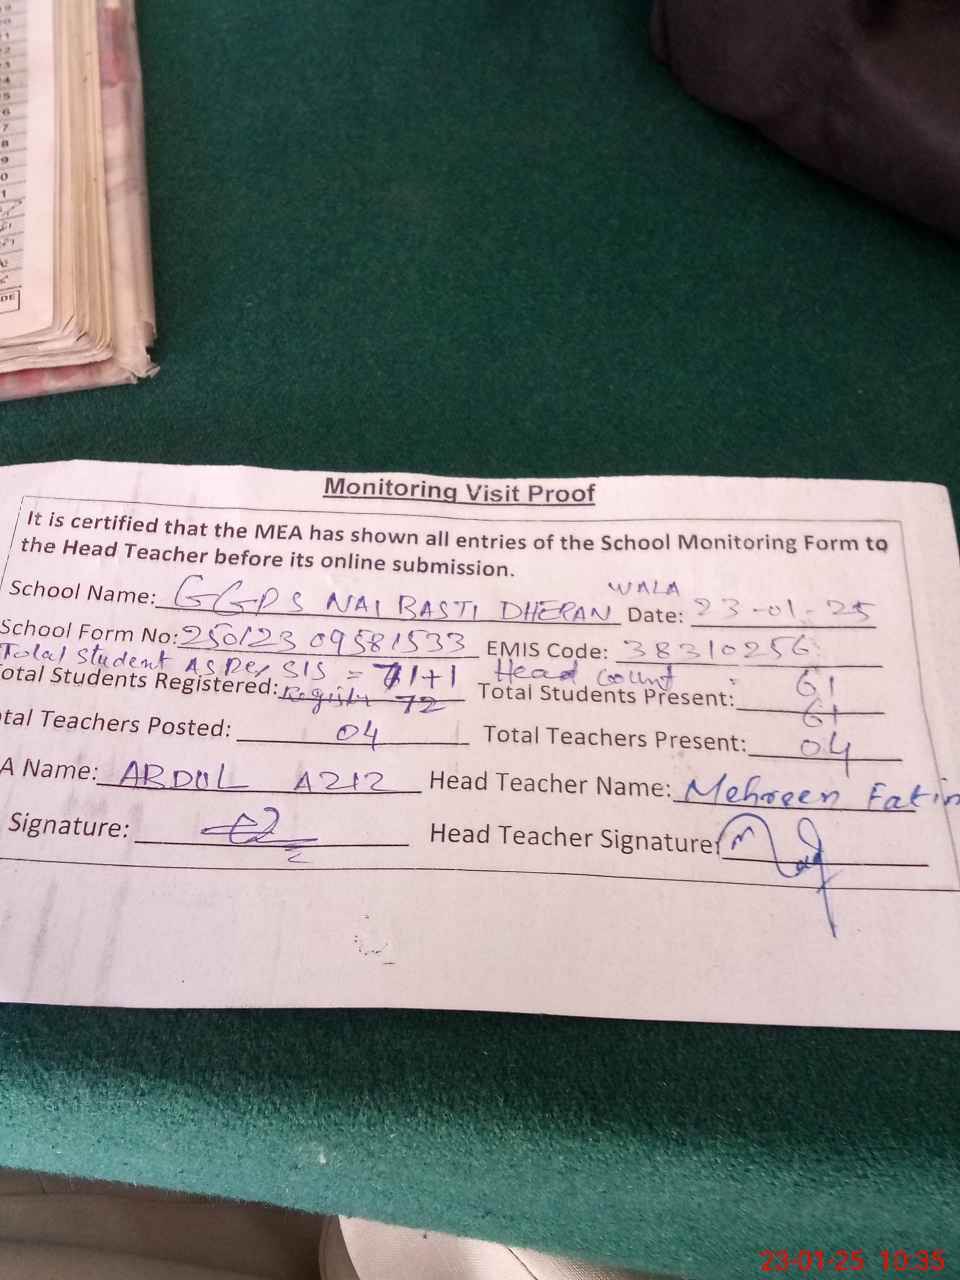 Monitoring Visit Proof
It is certified that the MEA has shown all entries of the School Monitoring Form to
the Head Teacher before its online submission.
WALA
School Name: GGPS NAI BASTI DHERAN Date: 23-01-25
School Form No: 25012309581533 EMIS Code: 38310256
Total Student AS Per SIS = 71+1 Head Count : 61
otal Students Registered: Register 72 Total Students Present: 61
tal Teachers Posted: 04 Total Teachers Present: 04
A Name: ABDUL AZIZ Head Teacher Name: Mehreen Fatim
Signature: Head Teacher Signature:
23-01-25 10:35